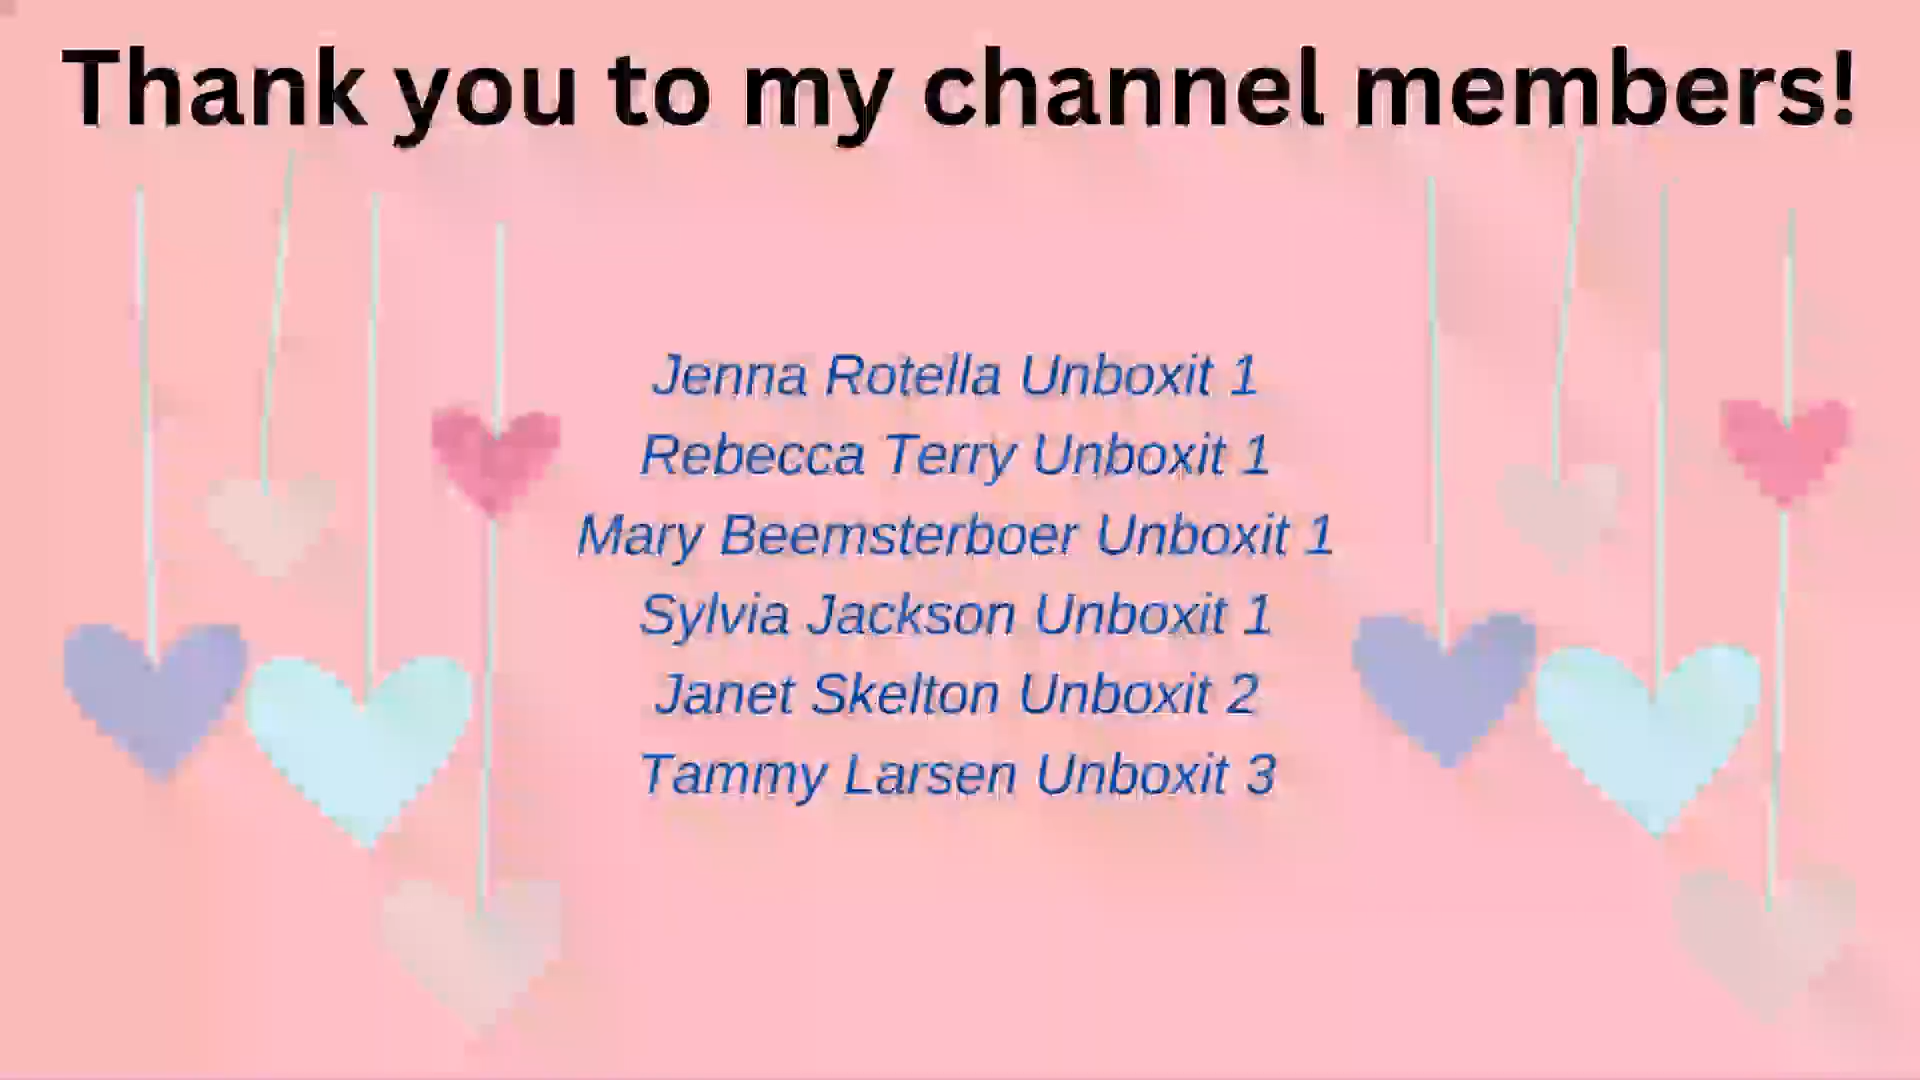 Thank you to my channel members!
Jenna Rotella Unboxit 1
Rebecca Terry Unboxit 1
Mary Beemsterboer Unboxit 1
Sylvia Jackson Unboxit 1
Janet Skelton Unboxit 2
Tammy Larsen Unboxit 3